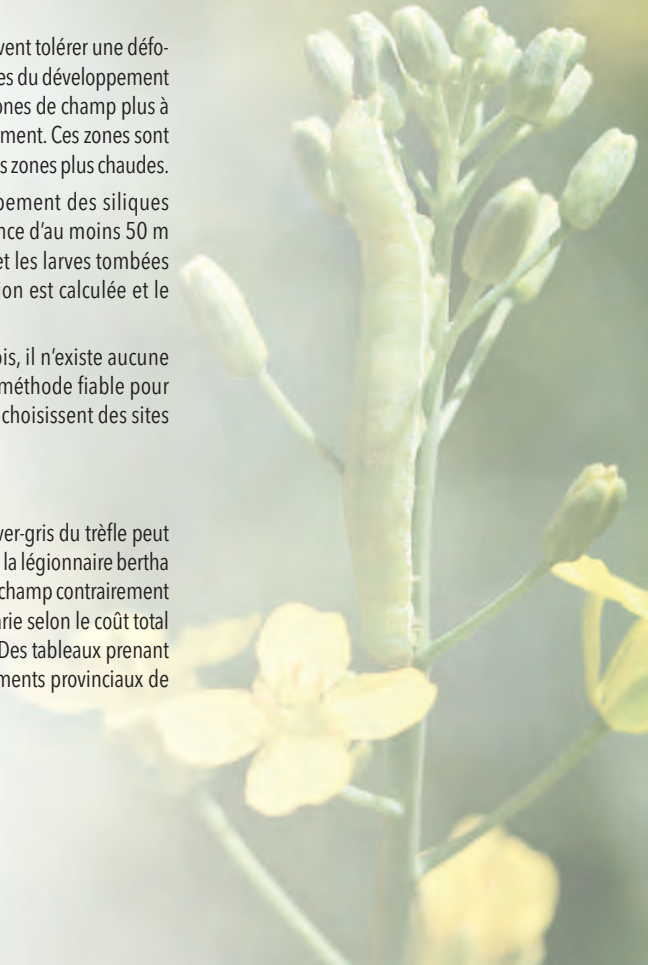 vent tolérer une défo-
es du développement
ones de champ plus à
ement. Ces zones sont
s zones plus chaudes.
pement des siliques
nce d'au moins 50 m
et les larves tombées
ion est calculée et le
ois, il n'existe aucune
méthode fiable pour
choisissent des sites
ver-gris du trèfle peut
la légionnaire bertha
champ contrairement
arie selon le coût total
Des tableaux prenant
ments provinciaux de